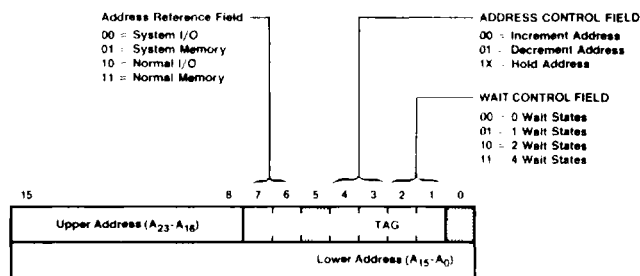 Address Reference Field
00 = System I/O
01 = System Memory
10 = Normal I/O
11 = Normal Memory
ADDRESS CONTROL FIELD
00 = Increment Address
01 - Decrement Address
1X - Hold Address
WAIT CONTROL FIELD
00 - 0 Wait States
01 - 1 Wait States
10 = 2 Wait States
11 4 Wait States
15 8 7 6 5 4 3 2 1 0
Upper Address (A23-A16) TAG
Lower Address (A15-A0)